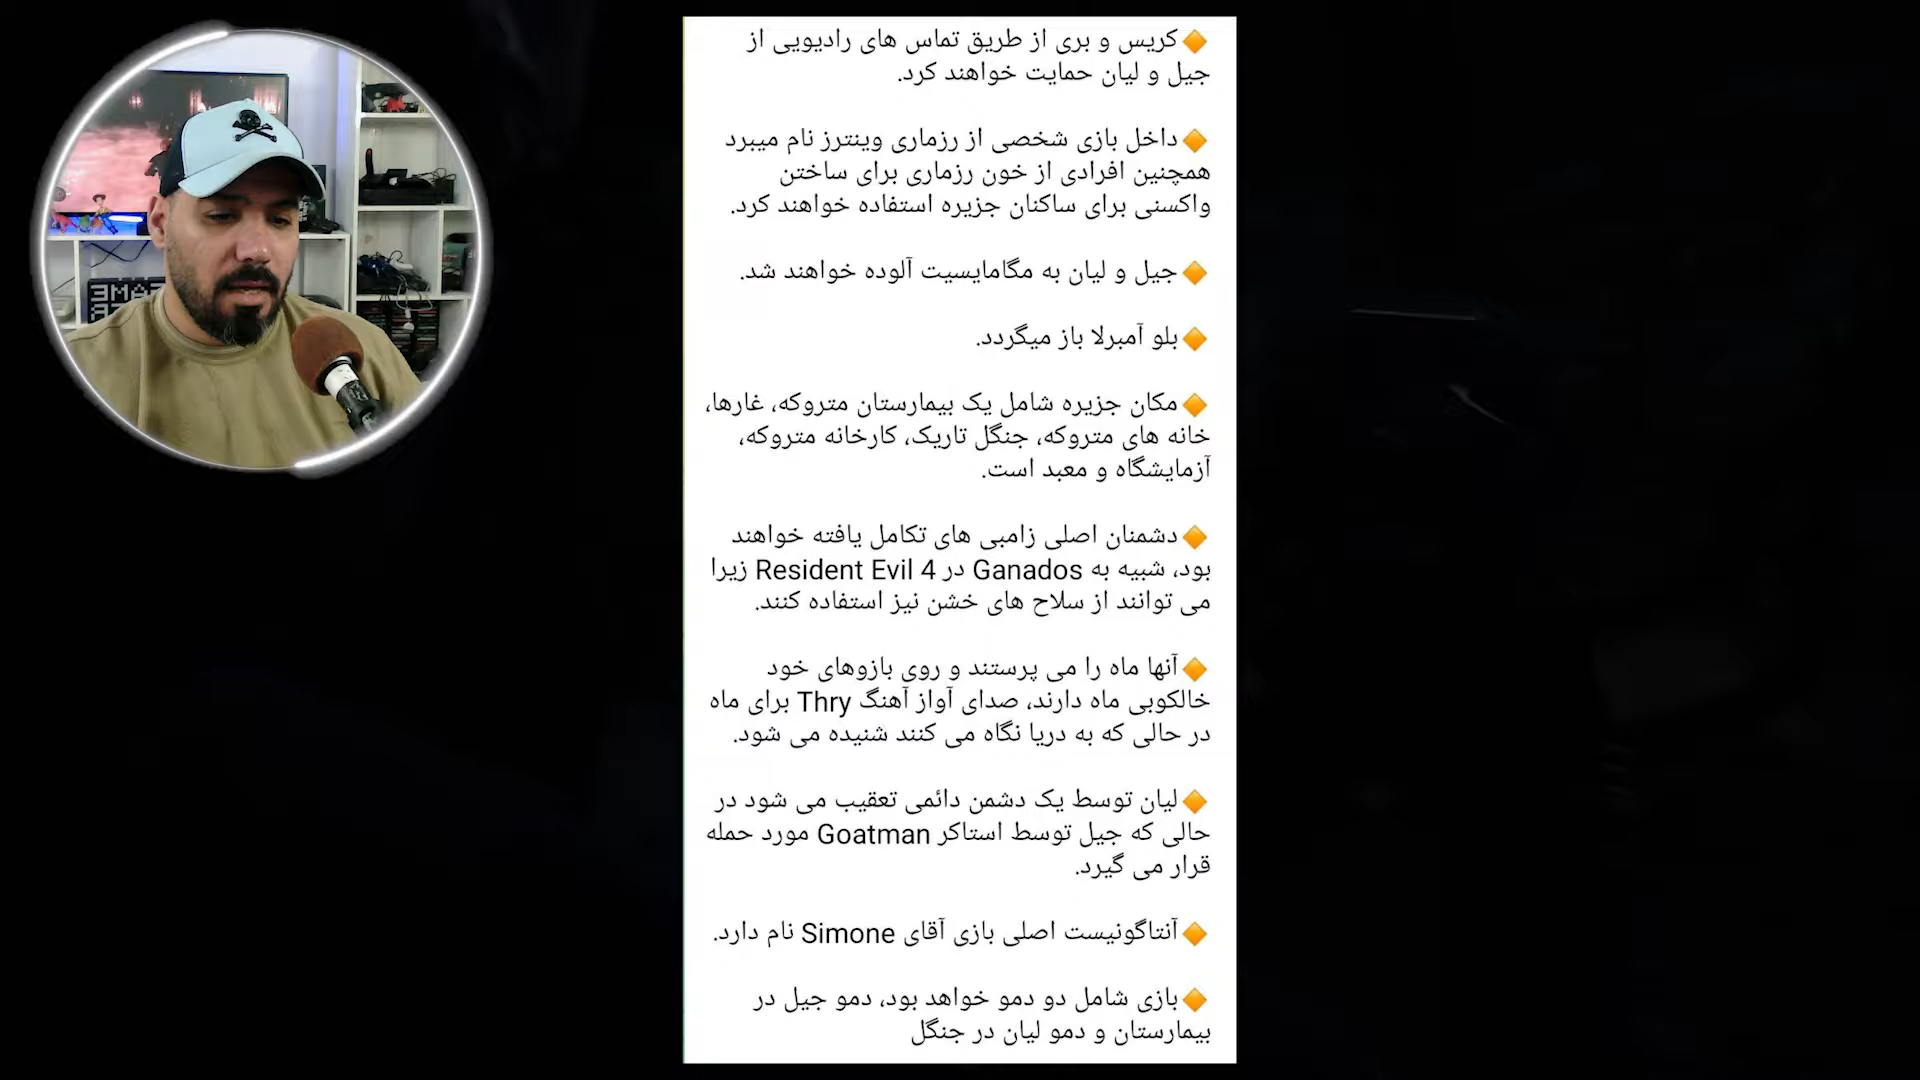 🔶کریس و بری از طریق تماس های رادیویی از
جیل و لیان حمایت خواهند کرد.
🔶داخل بازی شخصی از رزماری وینترز نام میبرد
همچنین افرادی از خون رزماری برای ساختن
واکسنی برای ساکنان جزیره استفاده خواهند کرد.
🔶جیل و لیان به مگامایسیت آلوده خواهند شد.
🔶بلو آمبرلا باز میگردد.
🔶مکان جزیره شامل یک بیمارستان متروکه، غارها،
خانه های متروکه، جنگل تاریک، کارخانه متروکه،
آزمایشگاه و معبد است.
🔶دشمنان اصلی زامبی های تکامل یافته خواهند
بود، شبیه به Ganados در Resident Evil 4 زیرا
می توانند از سلاح های خشن نیز استفاده کنند.
🔶آنها ماه را می پرستند و روی بازوهای خود
خالکوبی ماه دارند، صدای آواز آهنگ Thry برای ماه
در حالی که به دریا نگاه می کنند شنیده می شود.
🔶لیان توسط یک دشمن دائمی تعقیب می شود در
حالی که جیل توسط استاکر Goatman مورد حمله
قرار می گیرد.
🔶آنتاگونیست اصلی بازی آقای Simone نام دارد.
🔶بازی شامل دو دمو خواهد بود، دمو جیل در
بیمارستان و دمو لیان در جنگل